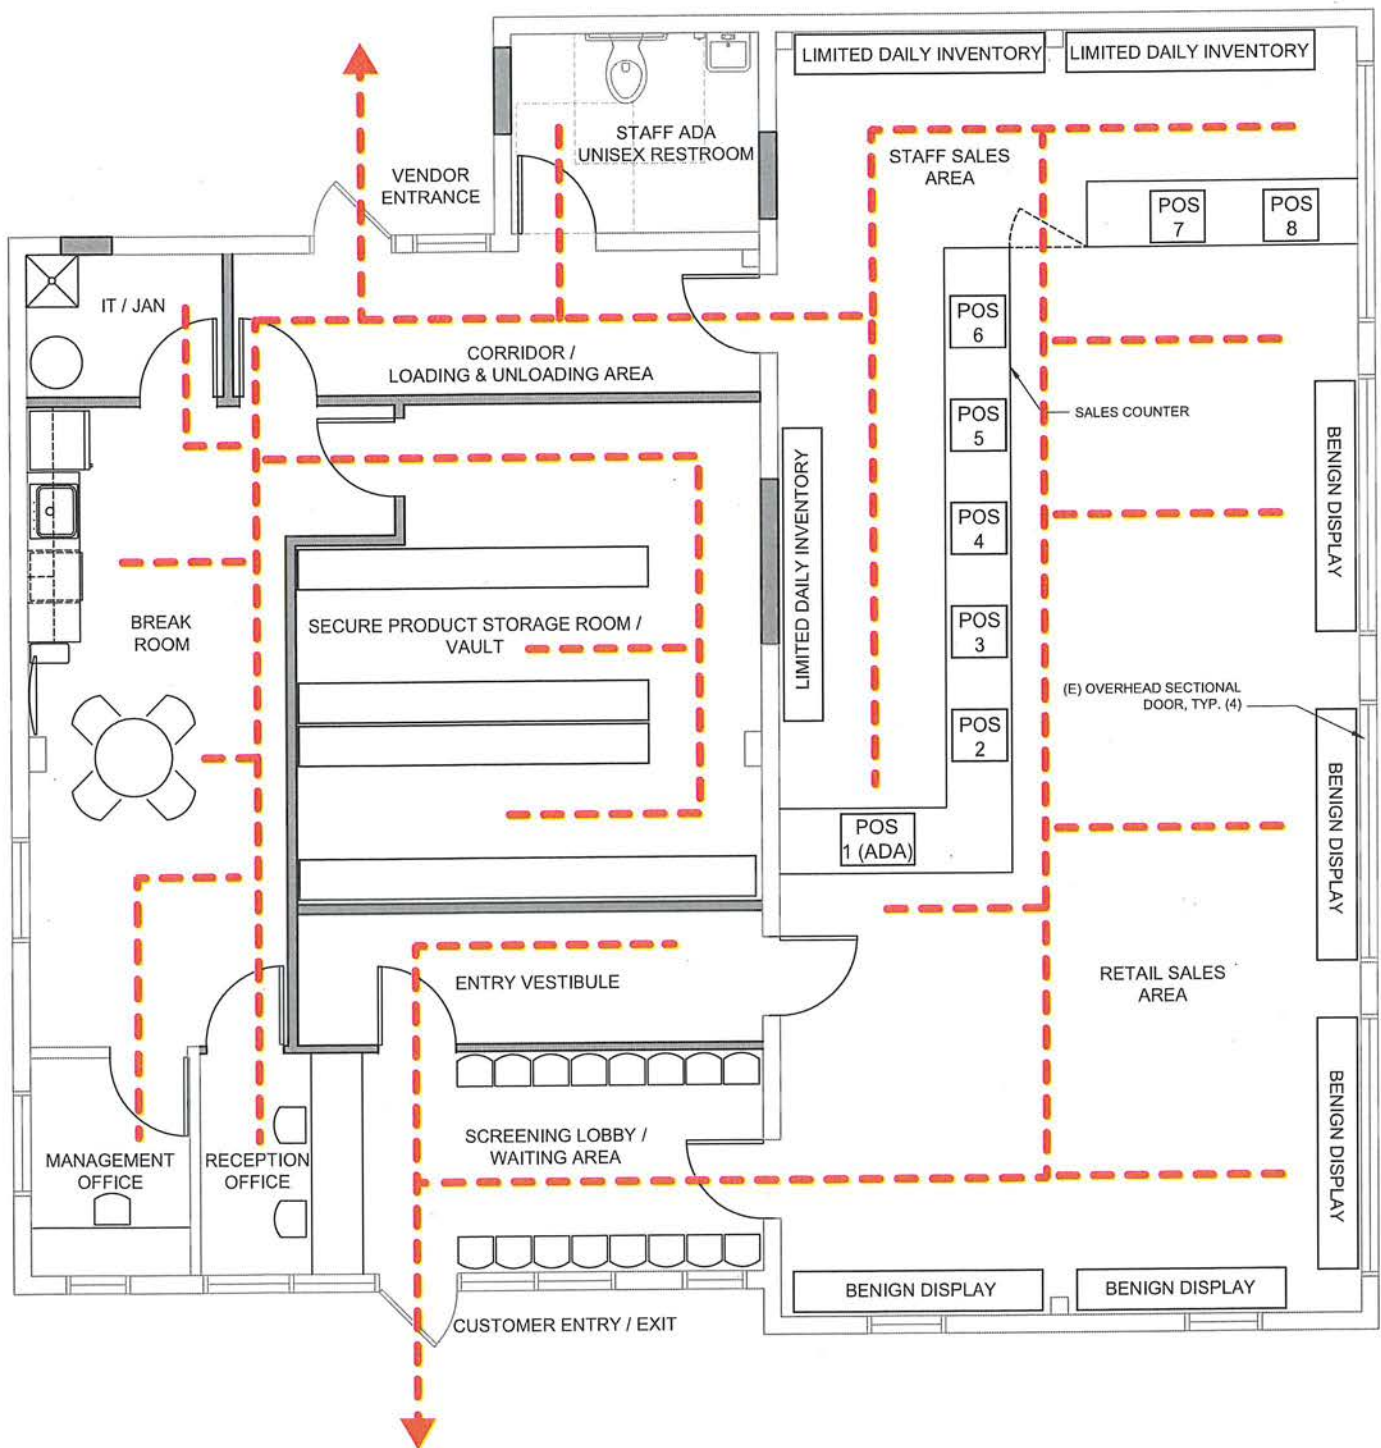 LIMITED DAILY INVENTORY
LIMITED DAILY INVENTORY
STAFF ADA
UNISEX RESTROOM
STAFF SALES
AREA
VENDOR
ENTRANCE
POS
7
POS
8
IT / JAN
POS
6
CORRIDOR /
LOADING & UNLOADING AREA
SALES COUNTER
POS
5
BENIGN DISPLAY
LIMITED DAILY INVENTORY
POS
4
BREAK
ROOM
SECURE PRODUCT STORAGE ROOM /
VAULT
POS
3
(E) OVERHEAD SECTIONAL
DOOR, TYP. (4)
POS
2
BENIGN DISPLAY
POS
1 (ADA)
ENTRY VESTIBULE
RETAIL SALES
AREA
SCREENING LOBBY /
WAITING AREA
BENIGN DISPLAY
MANAGEMENT
OFFICE
RECEPTION
OFFICE
BENIGN DISPLAY
BENIGN DISPLAY
CUSTOMER ENTRY / EXIT